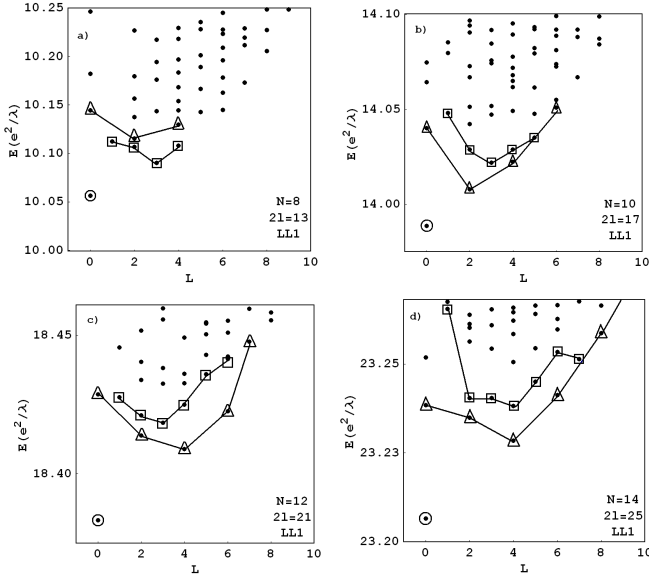 10.25
10.20
10.15
10.10
10.05
10.00
E(e²/λ)
a)
N=8
2l=13
LL1
0 2 4 6 8 10
L
14.10
14.05
14.00
E(e²/λ)
b)
N=10
2l=17
LL1
0 2 4 6 8 10
L
18.45
18.40
E(e²/λ)
c)
N=12
2l=21
LL1
0 2 4 6 8 10
L
23.25
23.23
23.20
E(e²/λ)
d)
N=14
2l=25
LL1
0 2 4 6 8 10
L